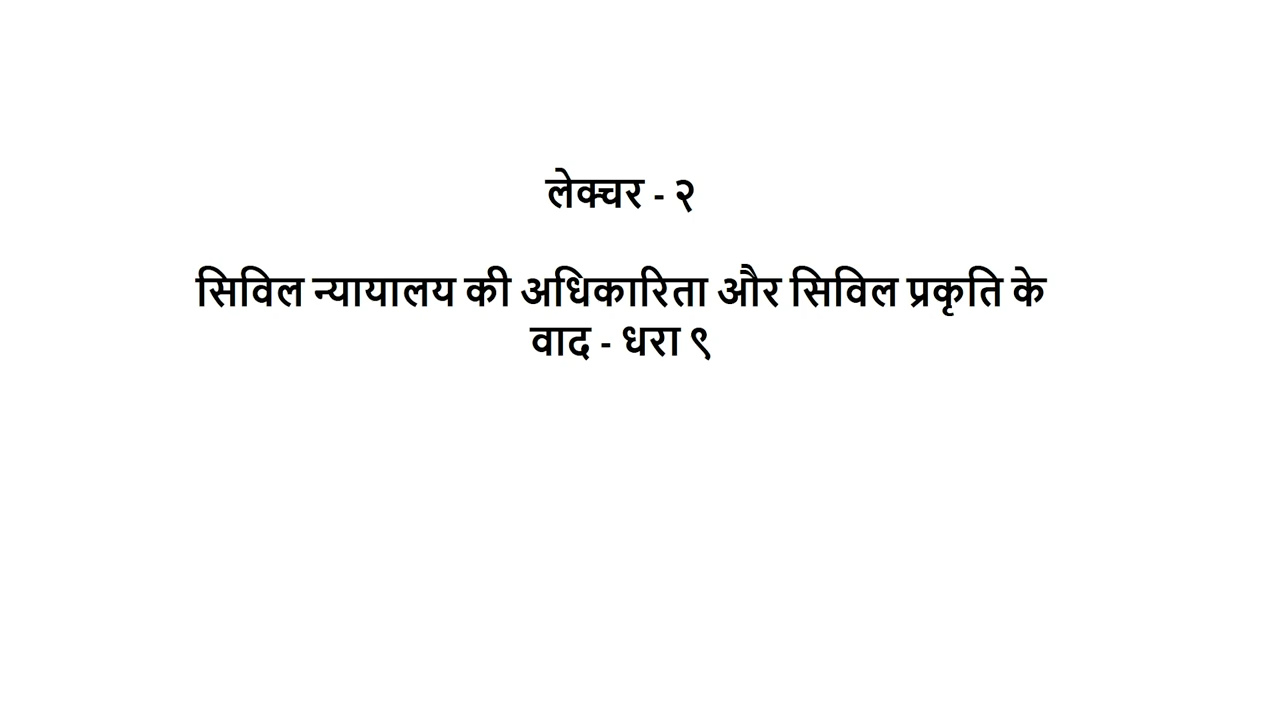 लेक्चर - २
सिविल न्यायालय की अधिकारिता और सिविल प्रकृति के
वाद - धरा ९